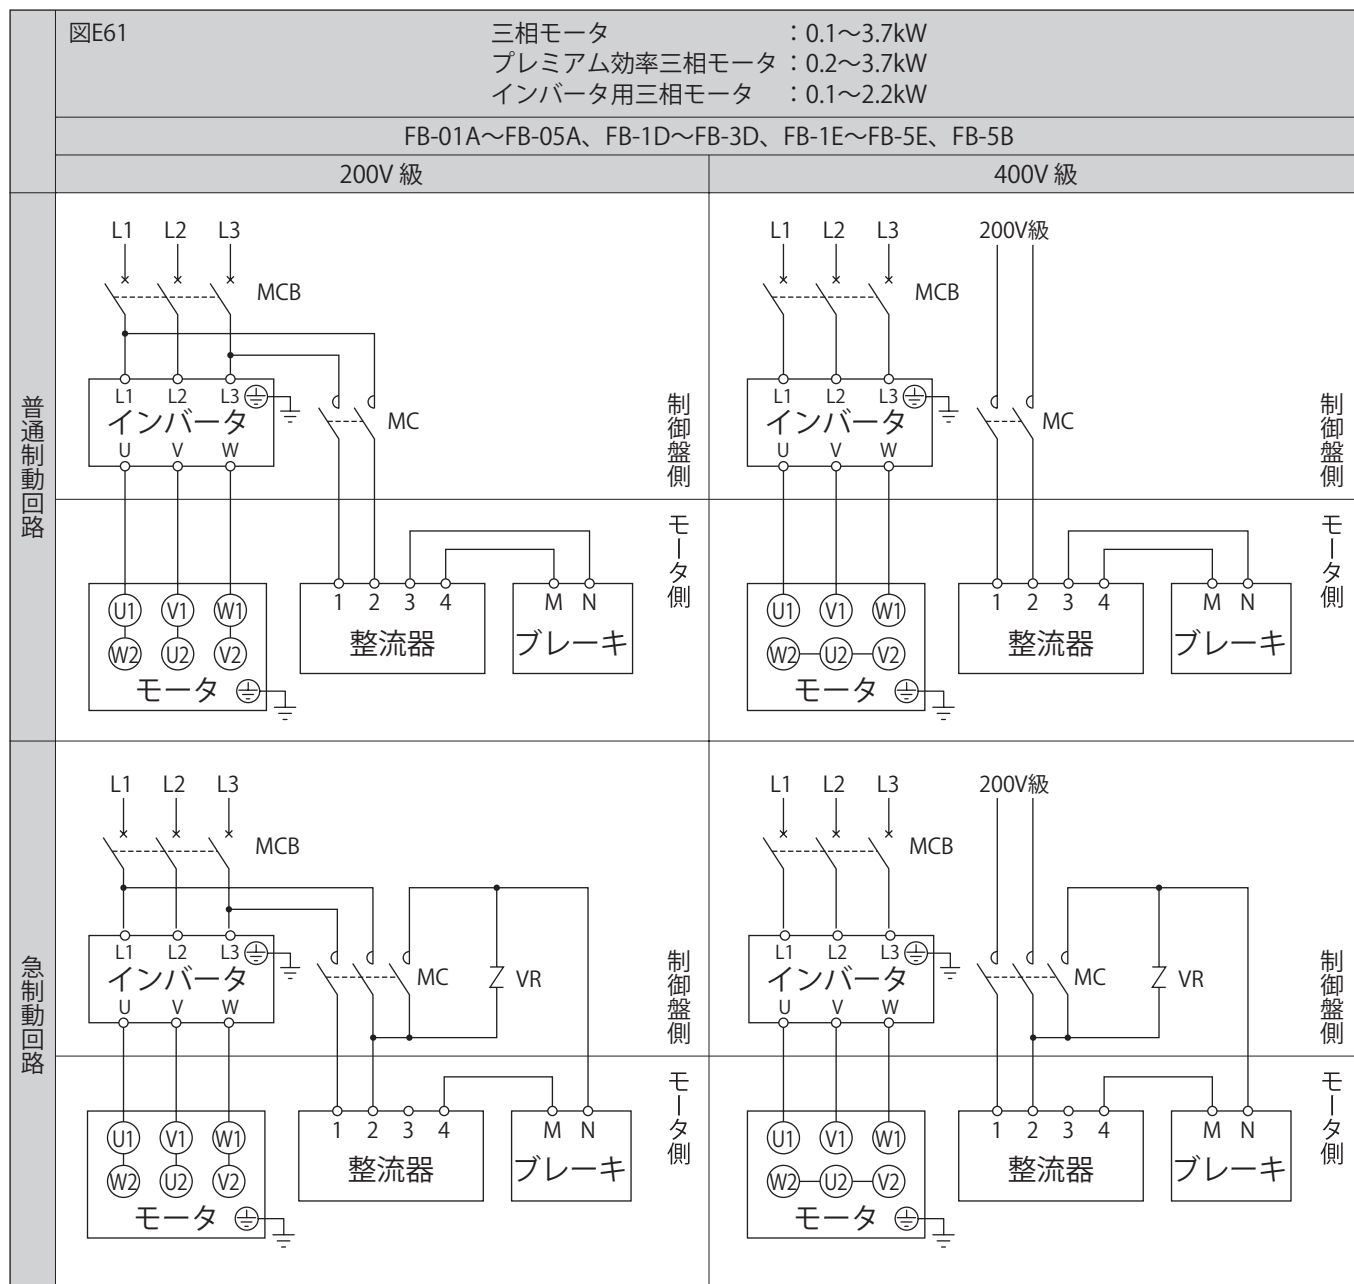 図E61
三相モータ ：0.1～3.7kW
プレミアム効率三相モータ ：0.2～3.7kW
インバータ用三相モータ ：0.1～2.2kW
FB-01A～FB-05A、FB-1D～FB-3D、FB-1E～FB-5E、FB-5B
200V 級 400V 級
普通制動回路
L1 L2 L3
MCB
L1 L2 L3
インバータ
U V W
MC
制御盤側
モータ側
U1 V1 W1
W2 U2 V2
モータ
1 2 3 4
整流器
M N
ブレーキ
L1 L2 L3 200V級
MCB
L1 L2 L3
インバータ
U V W
MC
制御盤側
モータ側
U1 V1 W1
W2 U2 V2
モータ
1 2 3 4
整流器
M N
ブレーキ
急制動回路
L1 L2 L3
MCB
L1 L2 L3
インバータ
U V W
MC VR
制御盤側
モータ側
U1 V1 W1
W2 U2 V2
モータ
1 2 3 4
整流器
M N
ブレーキ
L1 L2 L3 200V級
MCB
L1 L2 L3
インバータ
U V W
MC VR
制御盤側
モータ側
U1 V1 W1
W2 U2 V2
モータ
1 2 3 4
整流器
M N
ブレーキ